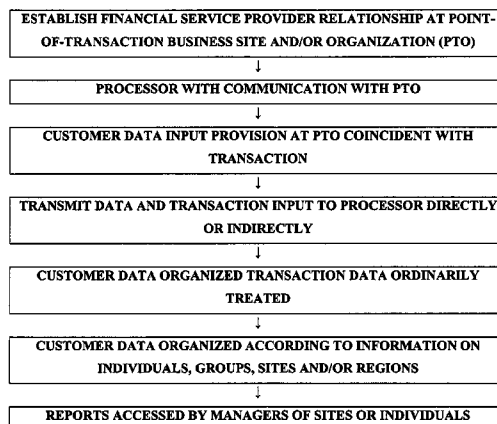 ESTABLISH FINANCIAL SERVICE PROVIDER RELATIONSHIP AT POINT-
OF-TRANSACTION BUSINESS SITE AND/OR ORGANIZATION (PTO)
↓
PROCESSOR WITH COMMUNICATION WITH PTO
↓
CUSTOMER DATA INPUT PROVISION AT PTO COINCIDENT WITH
TRANSACTION
↓
TRANSMIT DATA AND TRANSACTION INPUT TO PROCESSOR DIRECTLY
OR INDIRECTLY
↓
CUSTOMER DATA ORGANIZED TRANSACTION DATA ORDINARILY
TREATED
↓
CUSTOMER DATA ORGANIZED ACCORDING TO INFORMATION ON
INDIVIDUALS, GROUPS, SITES AND/OR REGIONS
↓
REPORTS ACCESSED BY MANAGERS OF SITES OR INDIVIDUALS